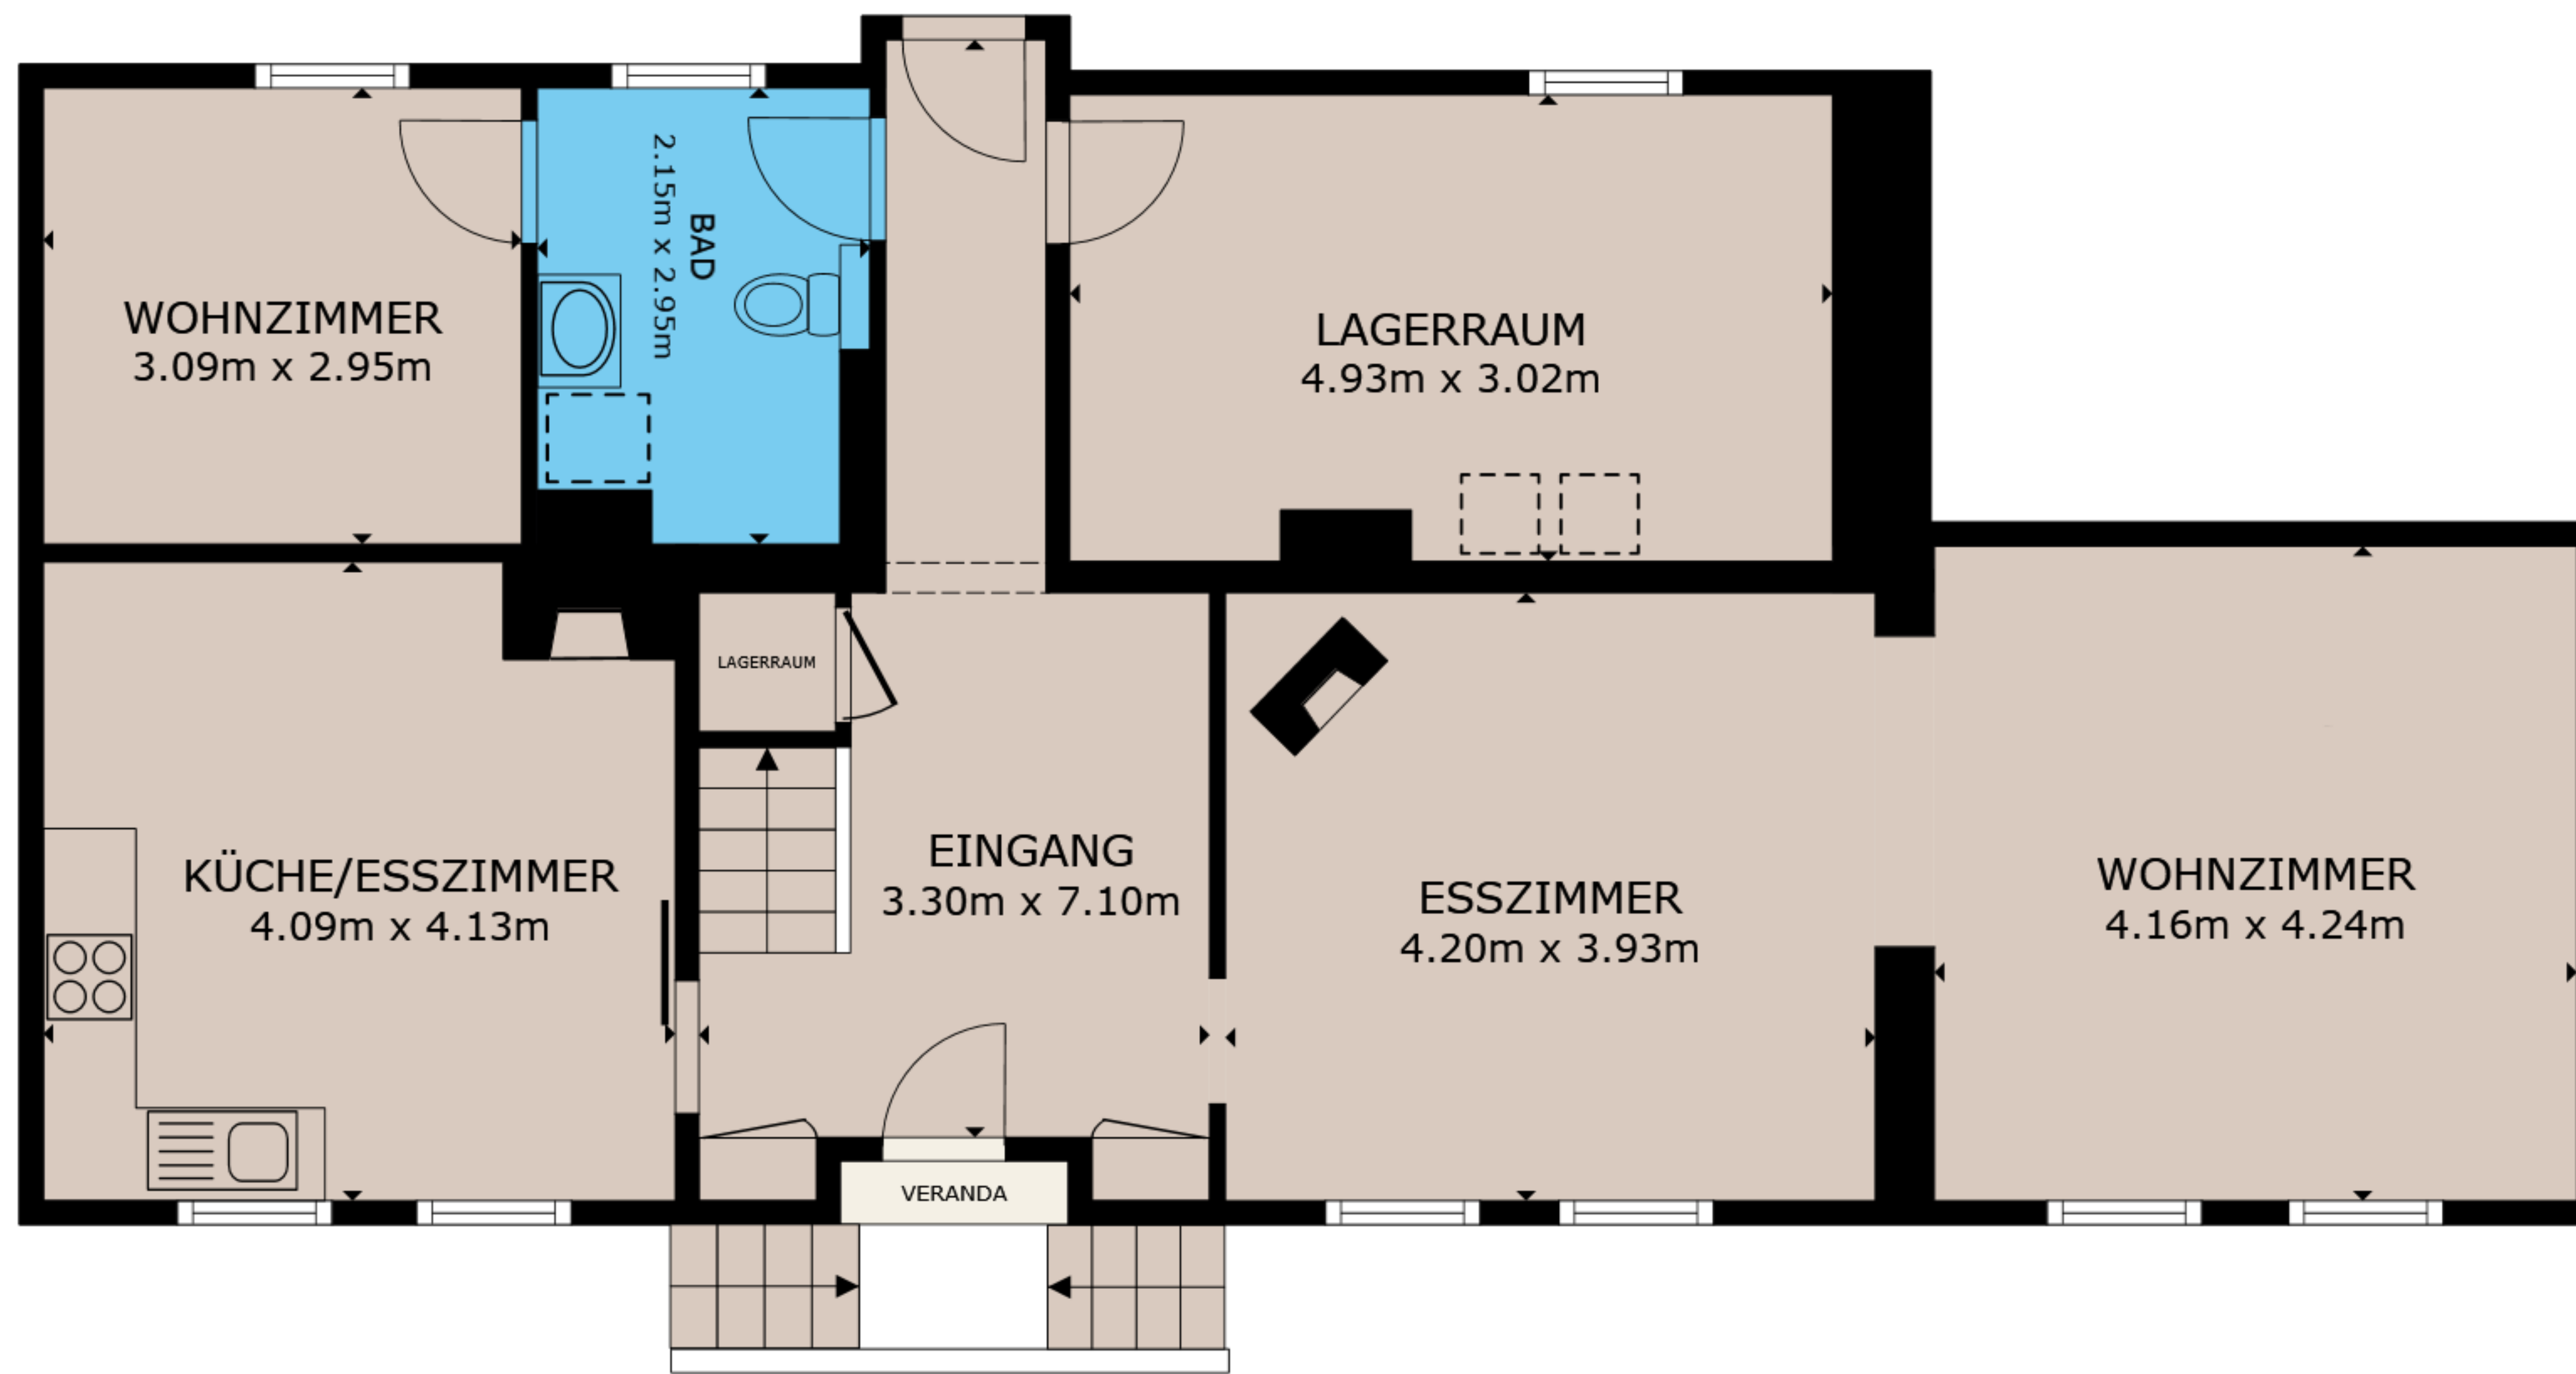 BAD
2.15m x 2.95m
WOHNZIMMER
3.09m x 2.95m
LAGERRAUM
4.93m x 3.02m
LAGERRAUM
KÜCHE/ESSZIMMER
4.09m x 4.13m
EINGANG
3.30m x 7.10m
ESSZIMMER
4.20m x 3.93m
WOHNZIMMER
4.16m x 4.24m
VERANDA